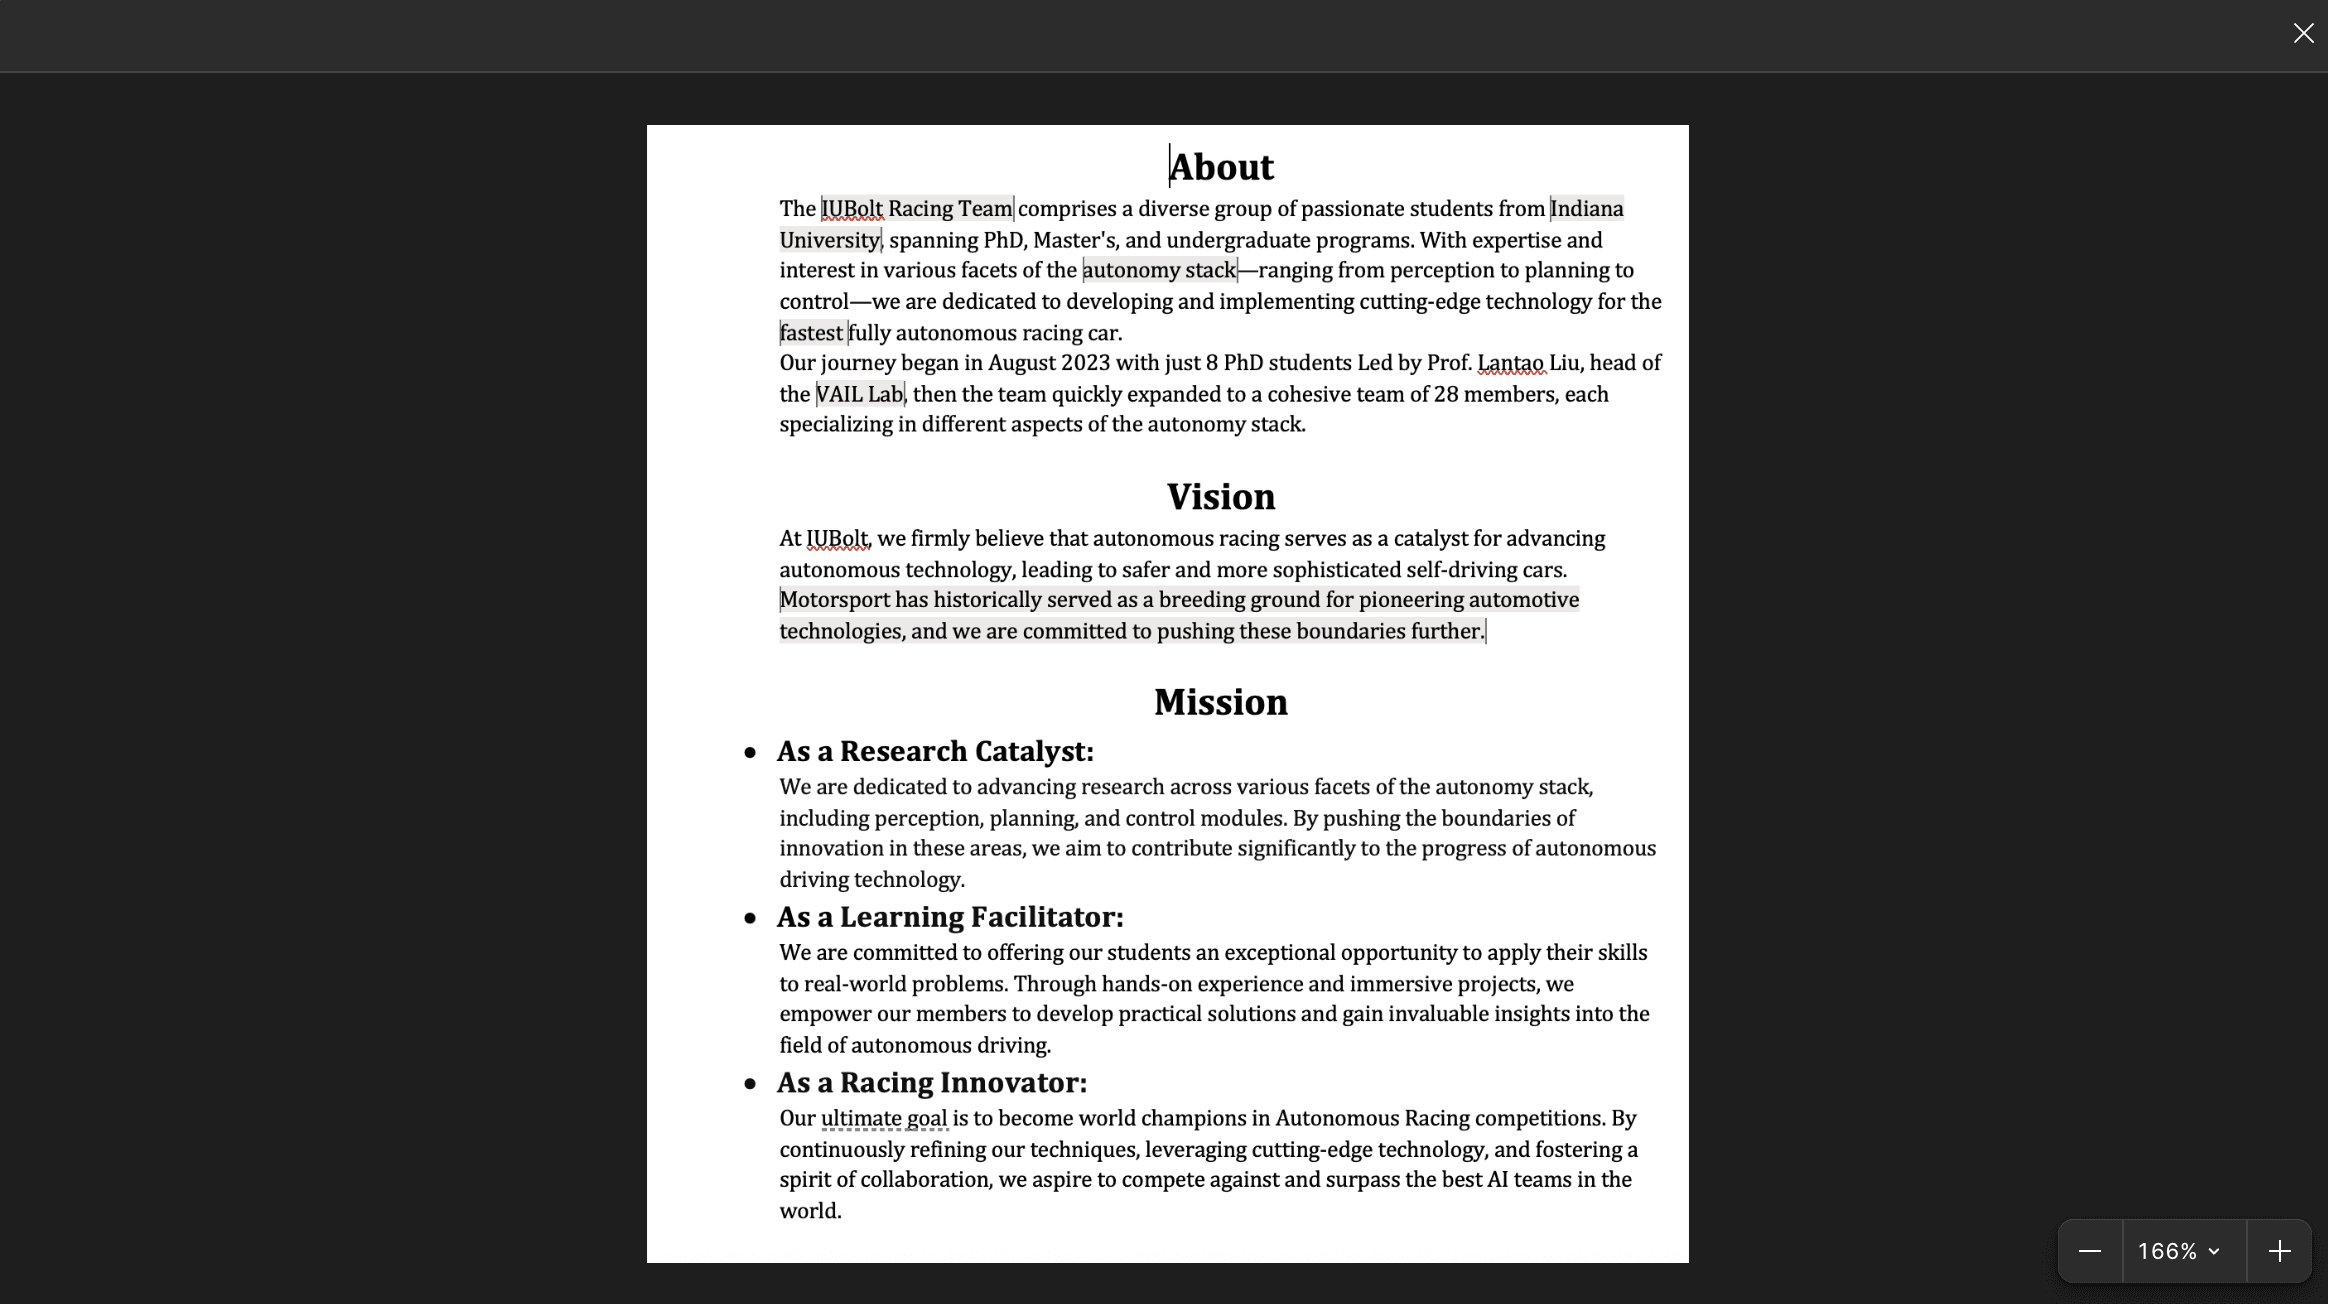 About
The IUBolt Racing Team comprises a diverse group of passionate students from Indiana
University, spanning PhD, Master's, and undergraduate programs. With expertise and
interest in various facets of the autonomy stack—ranging from perception to planning to
control—we are dedicated to developing and implementing cutting-edge technology for the
fastest fully autonomous racing car.
Our journey began in August 2023 with just 8 PhD students Led by Prof. Lantao Liu, head of
the VAIL Lab, then the team quickly expanded to a cohesive team of 28 members, each
specializing in different aspects of the autonomy stack.
Vision
At IUBolt, we firmly believe that autonomous racing serves as a catalyst for advancing
autonomous technology, leading to safer and more sophisticated self-driving cars.
Motorsport has historically served as a breeding ground for pioneering automotive
technologies, and we are committed to pushing these boundaries further.
Mission
• As a Research Catalyst:
We are dedicated to advancing research across various facets of the autonomy stack,
including perception, planning, and control modules. By pushing the boundaries of
innovation in these areas, we aim to contribute significantly to the progress of autonomous
driving technology.
• As a Learning Facilitator:
We are committed to offering our students an exceptional opportunity to apply their skills
to real-world problems. Through hands-on experience and immersive projects, we
empower our members to develop practical solutions and gain invaluable insights into the
field of autonomous driving.
• As a Racing Innovator:
Our ultimate goal is to become world champions in Autonomous Racing competitions. By
continuously refining our techniques, leveraging cutting-edge technology, and fostering a
spirit of collaboration, we aspire to compete against and surpass the best AI teams in the
world.
166%